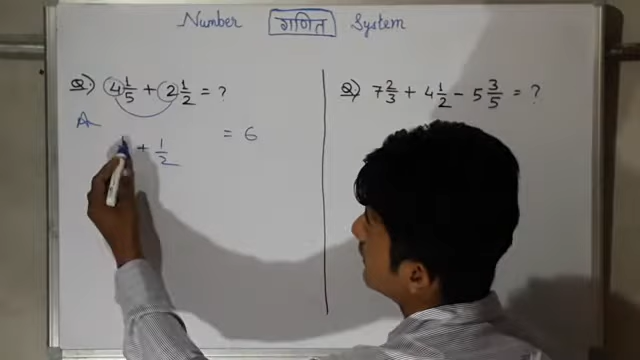 Number गणित System
Q) 4 1/5 + 2 1/2 = ?
A
1 + 1/2 = 6
Q) 7 2/3 + 4 1/2 - 5 3/5 = ?